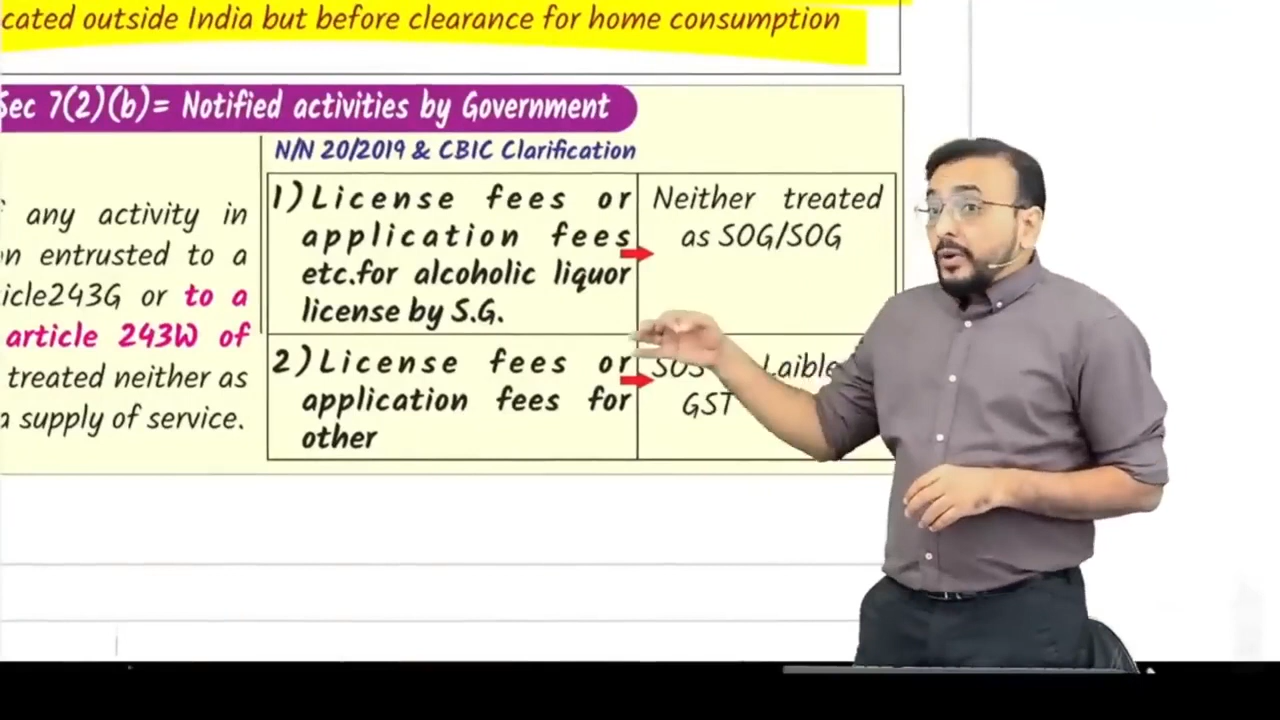 cated outside India but before clearance for home consumption
Sec 7(2)(b)= Notified activities by Government
any activity in
on entrusted to a
icle243G or to a
article 243W of
treated neither as
a supply of service.
N/N 20/2019 & CBIC Clarification
1) License fees or
application fees
etc.for alcoholic liquor
license by S.G.
Neither treated
as SOG/SOG
2) License fees or
application fees for
other
SOS Laible
GST